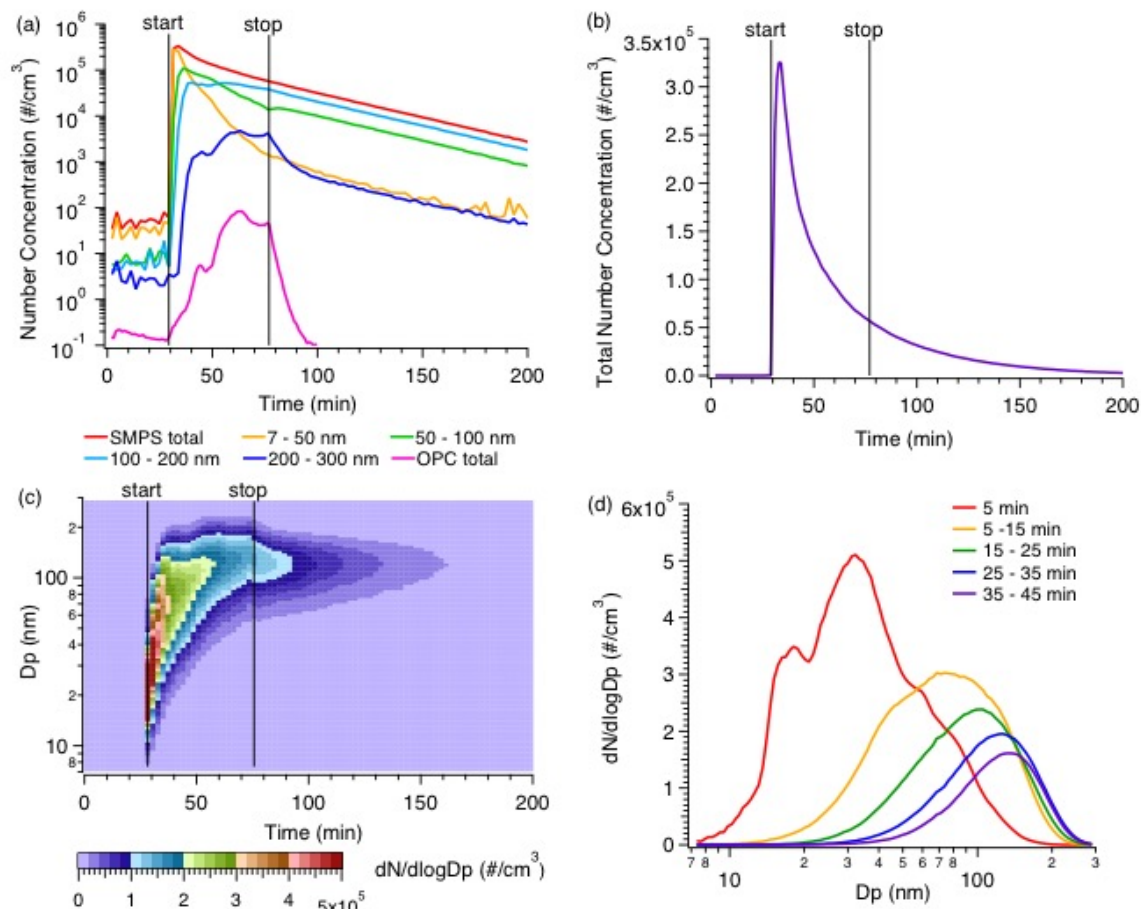 (a)
start
stop
10^6
10^5
10^4
10^3
10^2
10^1
10^0
10^-1
Number Concentration (#/cm^3
0
50
100
150
200
Time (min)
SMPS total
7 - 50 nm
50 - 100 nm
100 - 200 nm
200 - 300 nm
OPC total
(b)
start
stop
3.5x10^5
3.0
2.5
2.0
1.5
1.0
0.5
0.0
Total Number Concentration (#/cm^3
0
50
100
150
200
Time (min)
(c)
start
stop
2
100
8
6
4
2
10
8
Dp (nm)
0
50
100
150
200
Time (min)
dN/dlogDp (#/cm^3)
0
1
2
3
4
5x10^5
(d)
6x10^5
5
4
3
2
1
0
dN/dlogDp (#/cm^3)
5 min
5 -15 min
15 - 25 min
25 - 35 min
35 - 45 min
7 8
10
2
3
4
5
6
7 8
100
2
3
Dp (nm)